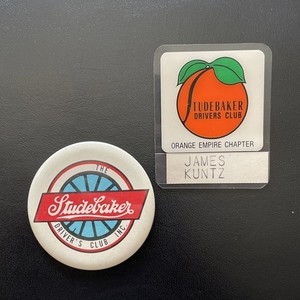 THE
Studebaker
DRIVER'S CLUB INC.
STUDEBAKER
DRIVERS CLUB
ORANGE EMPIRE CHAPTER
JAMES
KUNTZ